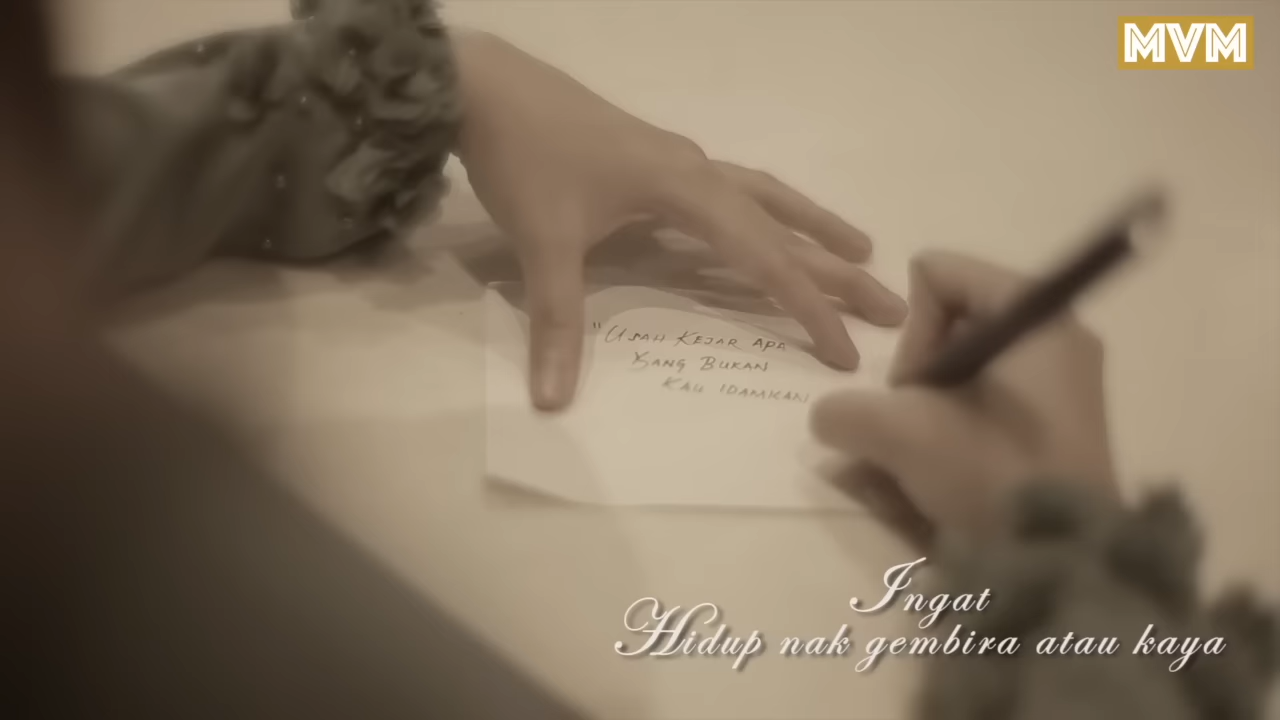 MVM
"USAH KEJAR APA
YANG BUKAN
KAU IDAMKAN
Ingat
Hidup nak gembira atau kaya